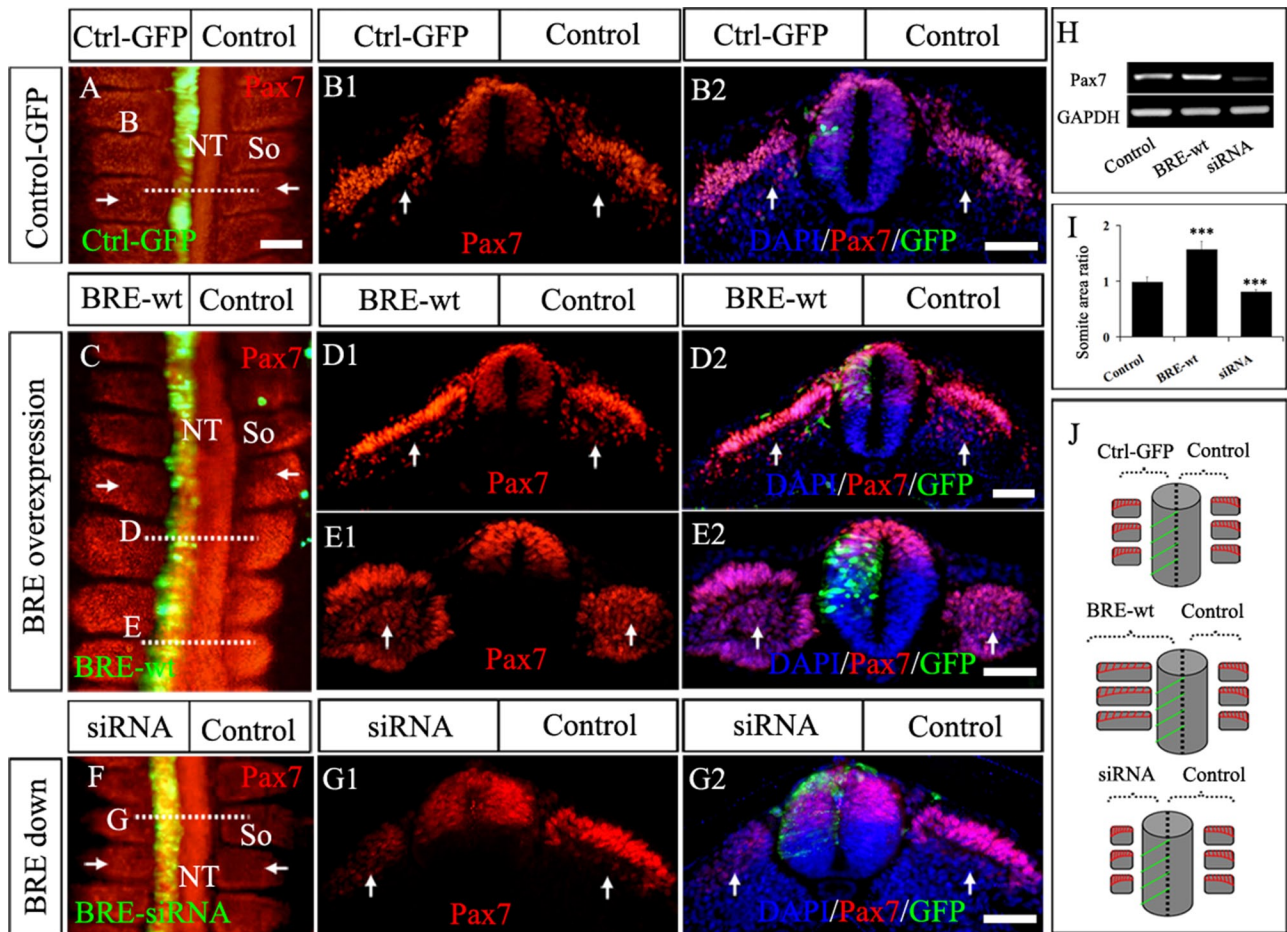 Ctrl-GFP Control
Ctrl-GFP Control
Ctrl-GFP Control
Control-GFP
A Pax7
B NT So
Ctrl-GFP
B1
Pax7
B2
DAPI/Pax7/GFP
BRE-wt Control
BRE-wt Control
BRE-wt Control
BRE overexpression
C Pax7
NT So
D
E
BRE-wt
D1
Pax7
D2
DAPI/Pax7/GFP
E1
Pax7
E2
DAPI/Pax7/GFP
siRNA Control
siRNA Control
siRNA Control
BRE down
F Pax7
G So
NT
BRE-siRNA
G1
Pax7
G2
DAPI/Pax7/GFP
H
Pax7
GAPDH
Control BRE-wt siRNA
I
Somite area ratio
2
1
0
***
***
Control BRE-wt siRNA
J
Ctrl-GFP Control
BRE-wt Control
siRNA Control